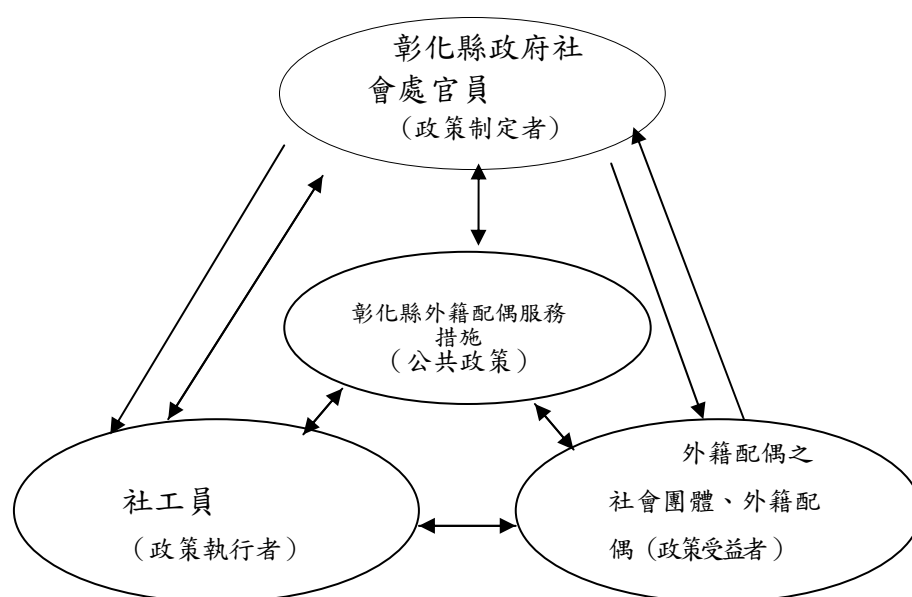 彰化縣政府社
會處官員
（政策制定者）
彰化縣外籍配偶服務
措施
（公共政策）
社工員
（政策執行者）
外籍配偶之
社會團體、外籍配
偶（政策受益者）